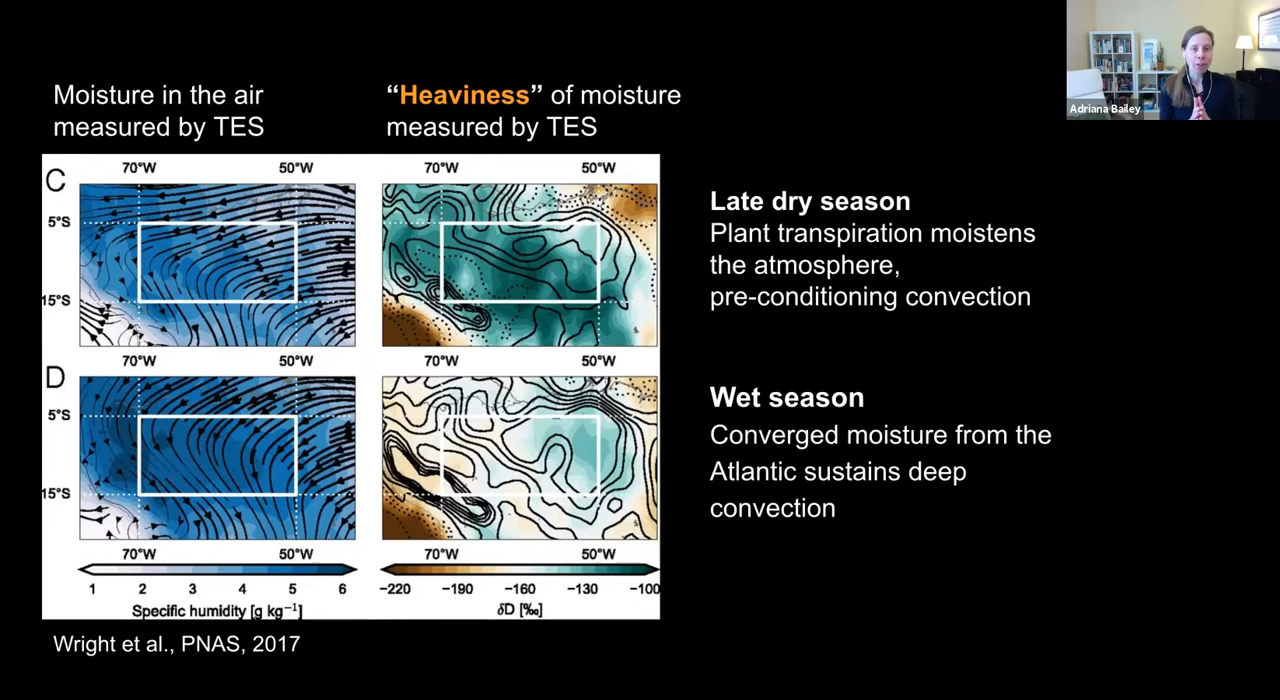 Adriana Bailey
Moisture in the air
measured by TES
“Heaviness” of moisture
measured by TES
C
70°W 50°W 70°W 50°W
5°S
15°S
70°W 50°W 70°W 50°W
D
5°S
15°S
70°W 50°W 70°W 50°W
1 2 3 4 5 6
Specific humidity [g kg⁻¹]
−220 −190 −160 −130 −100
δD [‰]
Late dry season
Plant transpiration moistens
the atmosphere,
pre-conditioning convection
Wet season
Converged moisture from the
Atlantic sustains deep
convection
Wright et al., PNAS, 2017